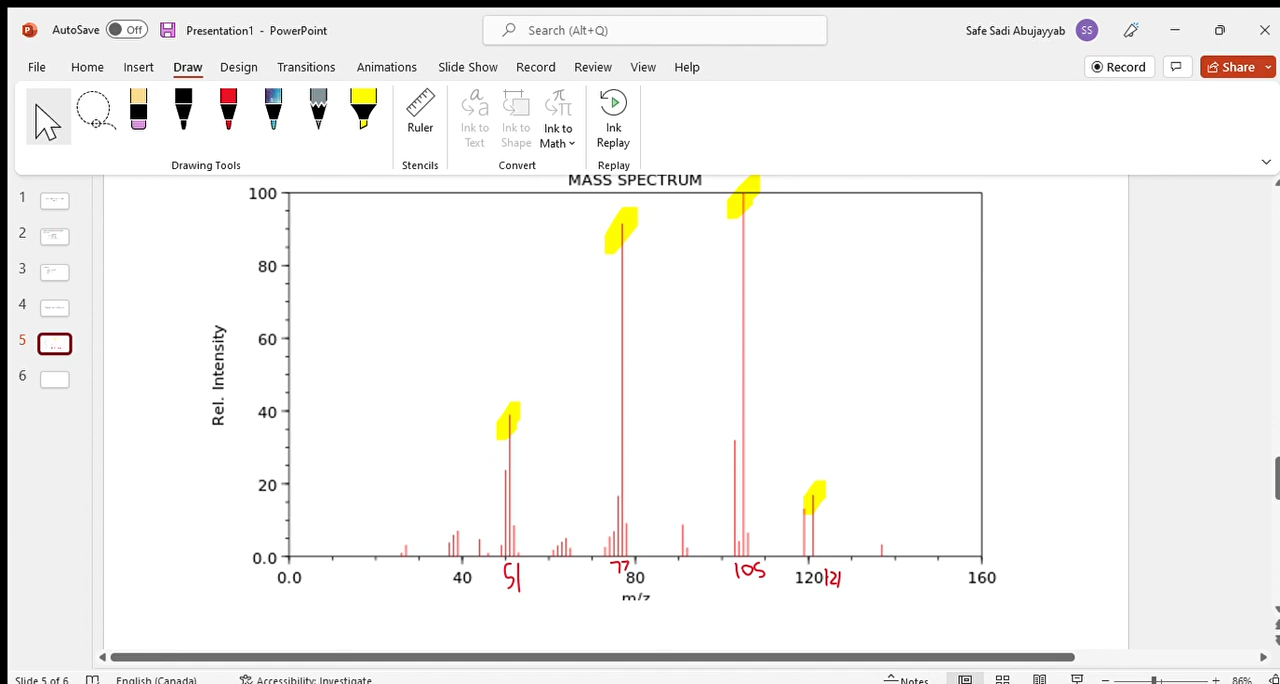 AutoSave Off Presentation1 - PowerPoint Search (Alt+Q) Safe Sadi Abujayyab SS
File Home Insert Draw Design Transitions Animations Slide Show Record Review View Help Record Share
Ruler
Ink to Text
Ink to Shape
Ink to Math
Ink Replay
Drawing Tools Stencils Convert Replay
1
2
3
4
5
6
MASS SPECTRUM
100
80
60
40
20
0.0
Rel. Intensity
0.0 40 80 120 160
51 77 105 121
m/z
Slide 5 of 6 English (Canada) Accessibility: Investigate Notes 86%